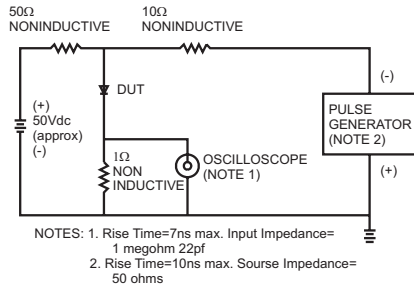 50Ω
NONINDUCTIVE
10Ω
NONINDUCTIVE
(+)
50Vdc
(approx)
(-)
DUT
1Ω
NON
INDUCTIVE
OSCILLOSCOPE
(NOTE 1)
(-)
PULSE
GENERATOR
(NOTE 2)
(+)
NOTES: 1. Rise Time=7ns max. Input Impedance=
1 megohm 22pf
2. Rise Time=10ns max. Sourse Impedance=
50 ohms